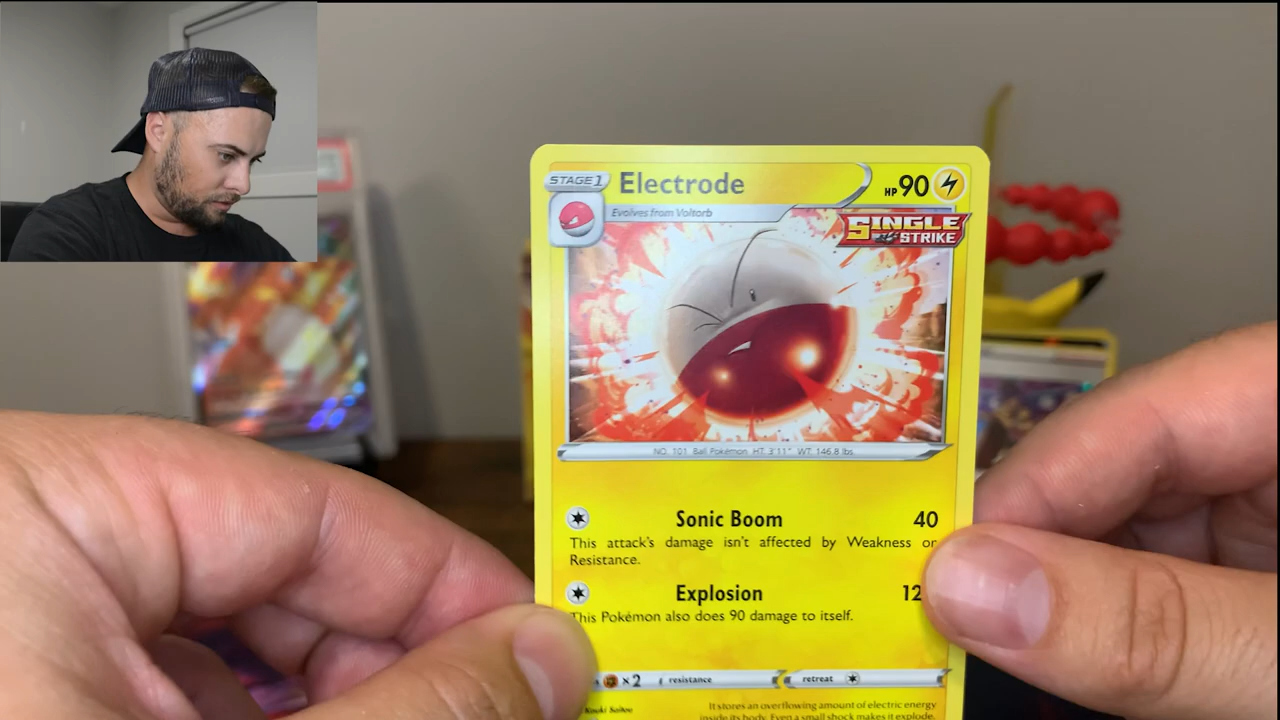 STAGE 1 Electrode HP 90
Evolves from Voltorb
SINGLE
STRIKE
NO. 101 Ball Pokémon HT. 3'11" WT. 146.8 lbs.
Sonic Boom 40
This attack's damage isn't affected by Weakness or
Resistance.
Explosion 12
This Pokémon also does 90 damage to itself.
×2 resistance retreat
Kouki Saitou
It stores an overflowing amount of electric energy
inside its body. Even a small shock makes it explode.